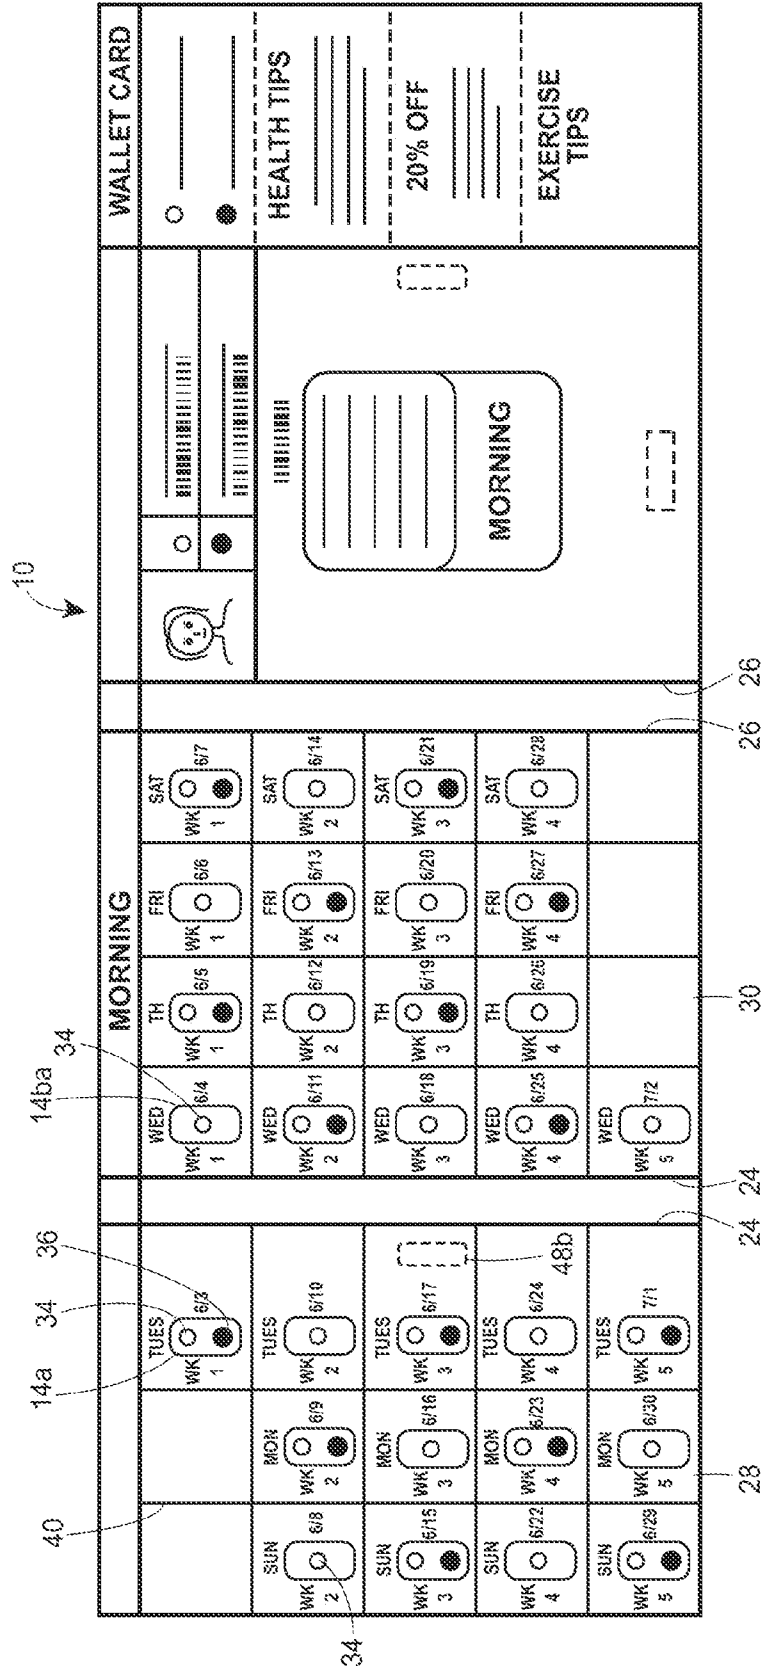 10
MORNING
WALLET CARD
14a
34
36
14ba
34
40
TUES
WK 1
6/3
WED
WK 1
6/4
TH
WK 1
6/5
FRI
WK 1
6/6
SAT
WK 1
6/7
SUN
WK 2
6/8
MON
WK 2
6/9
TUES
WK 2
6/10
WED
WK 2
6/11
TH
WK 2
6/12
FRI
WK 2
6/13
SAT
WK 2
6/14
SUN
WK 3
6/15
MON
WK 3
6/16
TUES
WK 3
6/17
WED
WK 3
6/18
TH
WK 3
6/19
FRI
WK 3
6/20
SAT
WK 3
6/21
SUN
WK 4
6/22
MON
WK 4
6/23
TUES
WK 4
6/24
WED
WK 4
6/25
TH
WK 4
6/26
FRI
WK 4
6/27
SAT
WK 4
6/28
SUN
WK 5
6/29
MON
WK 5
6/30
TUES
WK 5
7/1
WED
WK 5
7/2
MORNING
HEALTH TIPS
20% OFF
EXERCISE
TIPS
34
48b
28
24
24
30
26
26